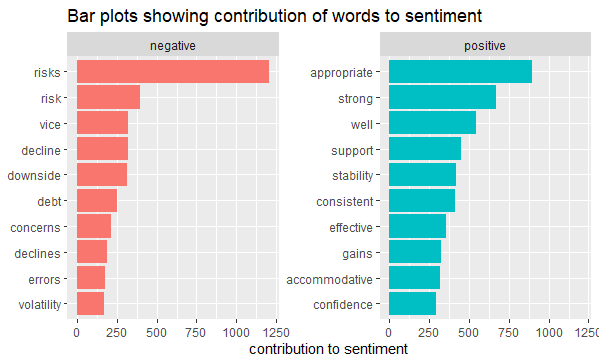 Bar plots showing contribution of words to sentiment
negative
risks
risk
vice
decline
downside
debt
concerns
declines
errors
volatility
0 250 500 750 1000 1250
positive
appropriate
strong
well
support
stability
consistent
effective
gains
accommodative
confidence
0 250 500 750 1000 1250
contribution to sentiment